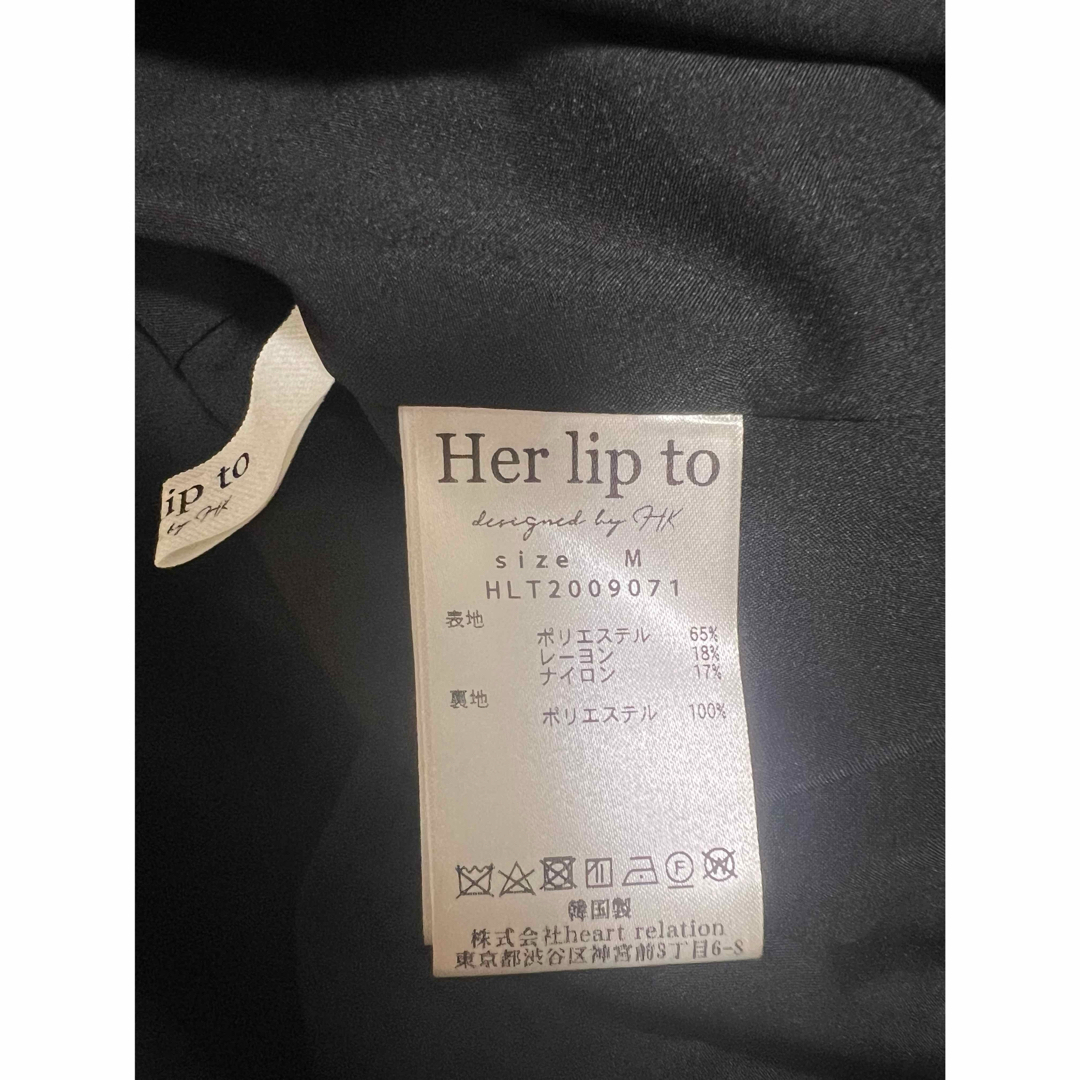 ip to
by HK
Her lip to
designed by HK
size M
HLT2009071
表地
ポリエステル 65%
レーヨン 18%
ナイロン 17%
裏地
ポリエステル 100%
F
W
韓国製
株式会社heart relation
東京都渋谷区神宮前3丁目6-8